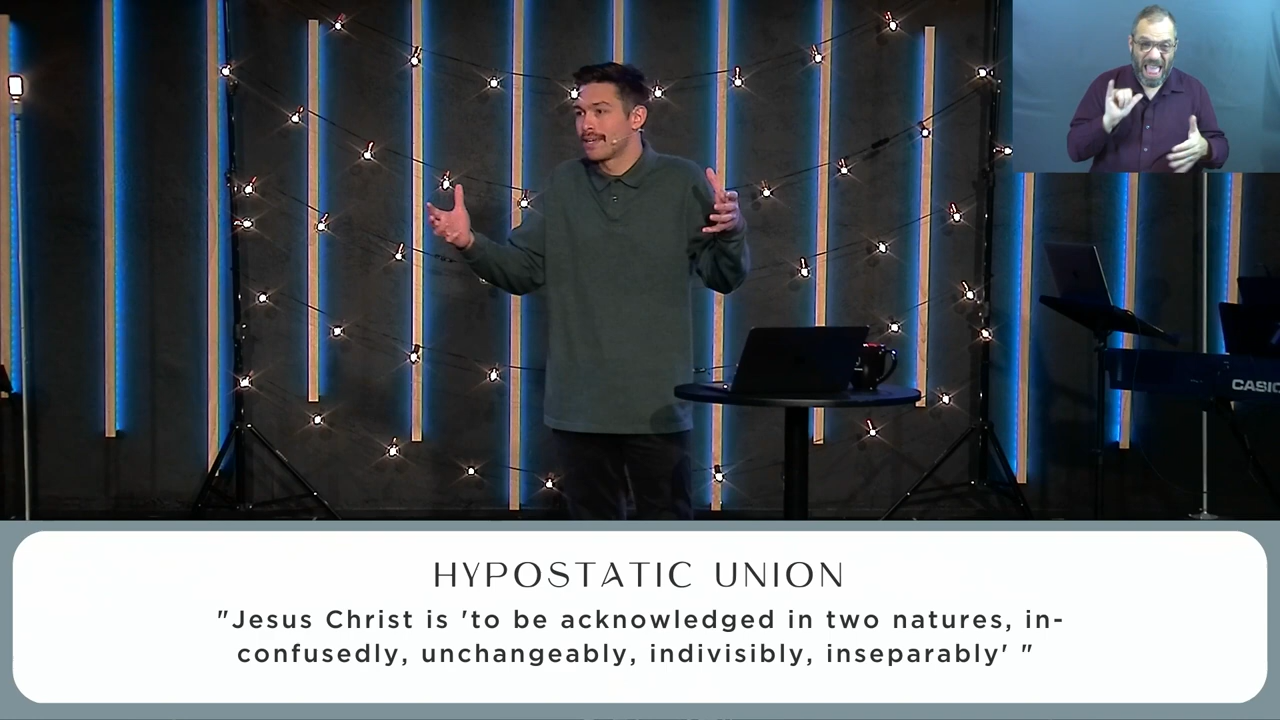 CASIO
HYPOSTATIC UNION
"Jesus Christ is 'to be acknowledged in two natures, in-
confusedly, unchangeably, indivisibly, inseparably' "